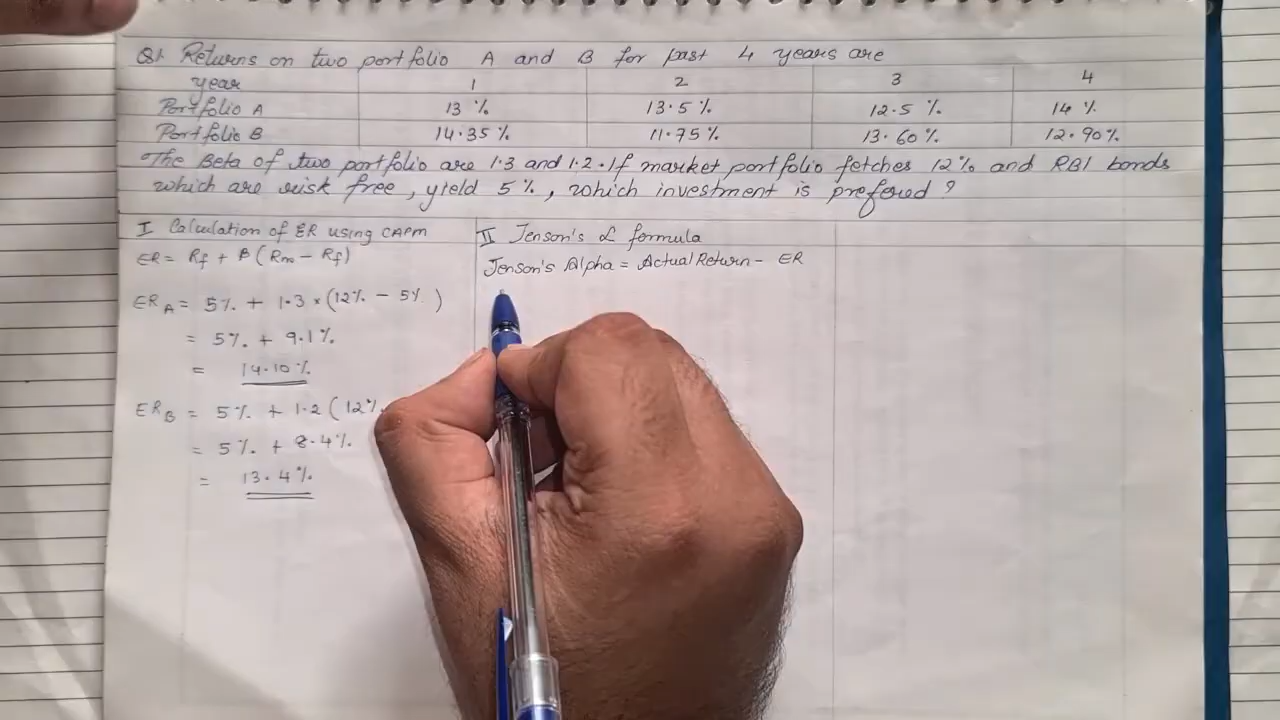 Q1. Returns on two portfolio A and B for past 4 years are
year 1 2 3 4
Portfolio A 13 % 13.5 % 12.5 % 14 %
Portfolio B 14.35 % 11.75 % 13.60 % 12.90 %
The Beta of two portfolio are 1.3 and 1.2. If market portfolio fetches 12% and RBI bonds
which are risk free, yield 5 %, which investment is prefered ?
I Calculation of ER using CAPM
ER = Rf + β (Rm - Rf)
ER A = 5% + 1.3 × (12% - 5% )
= 5% + 9.1%
= 14.10 %
ER B = 5% + 1.2 ( 12%
= 5% + 8.4%
= 13.4%
II Jenson's α formula
Jenson's Alpha = Actual Return - ER